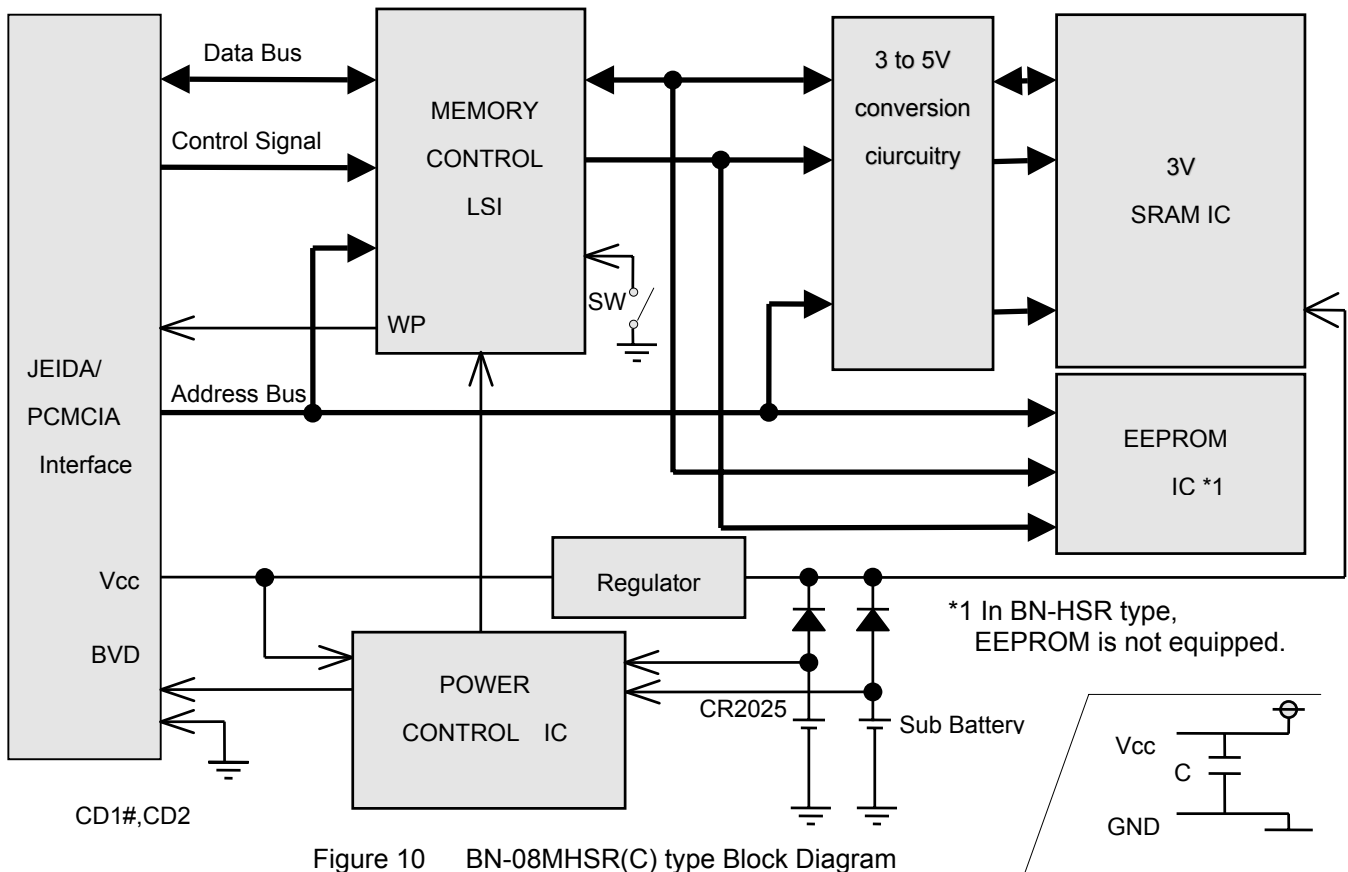 Data Bus
Control Signal
WP
Address Bus
JEIDA/
PCMCIA
Interface
Vcc
BVD
CD1#,CD2
MEMORY
CONTROL
LSI
SW
3 to 5V
conversion
ciurcuitry
3V
SRAM IC
EEPROM
IC *1
Regulator
POWER
CONTROL IC
CR2025
Sub Battery
*1 In BN-HSR type,
EEPROM is not equipped.
Vcc
C
GND
Figure 10 BN-08MHSR(C) type Block Diagram